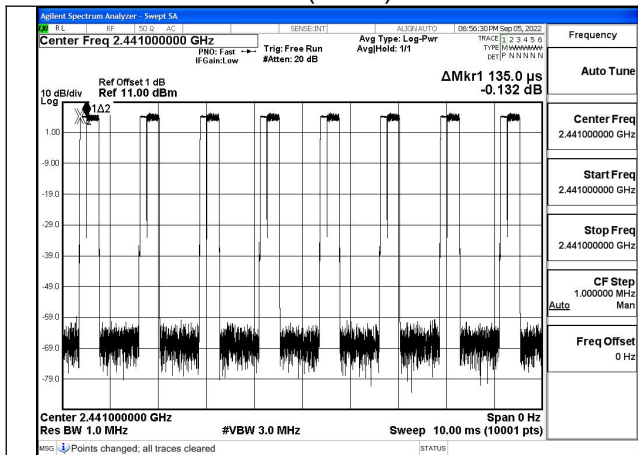 Agilent Spectrum Analyzer - Swept SA
RL RF 50 Ω AC SENSE:INT ALIGNAUTO 06:56:30 PM Sep 05, 2022
Center Freq 2.441000000 GHz
PNO: Fast
IFGain:Low
Trig: Free Run
#Atten: 20 dB
Avg Type: Log-Pwr
Avg|Hold: 1/1
TRACE 1 2 3 4 5 6
TYPE M
DET P N N N N N
Frequency
ΔMkr1 135.0 µs
-0.132 dB
Ref Offset 1 dB
10 dB/div Ref 11.00 dBm
Log
1Δ2
1.00
-9.00
-19.0
-29.0
-39.0
-49.0
-59.0
-69.0
-79.0
Center 2.441000000 GHz Span 0 Hz
Res BW 1.0 MHz #VBW 3.0 MHz Sweep 10.00 ms (10001 pts)
MSG Points changed; all traces cleared STATUS
Auto Tune
Center Freq
2.441000000 GHz
Start Freq
2.441000000 GHz
Stop Freq
2.441000000 GHz
CF Step
1.000000 MHz
Auto Man
Freq Offset
0 Hz